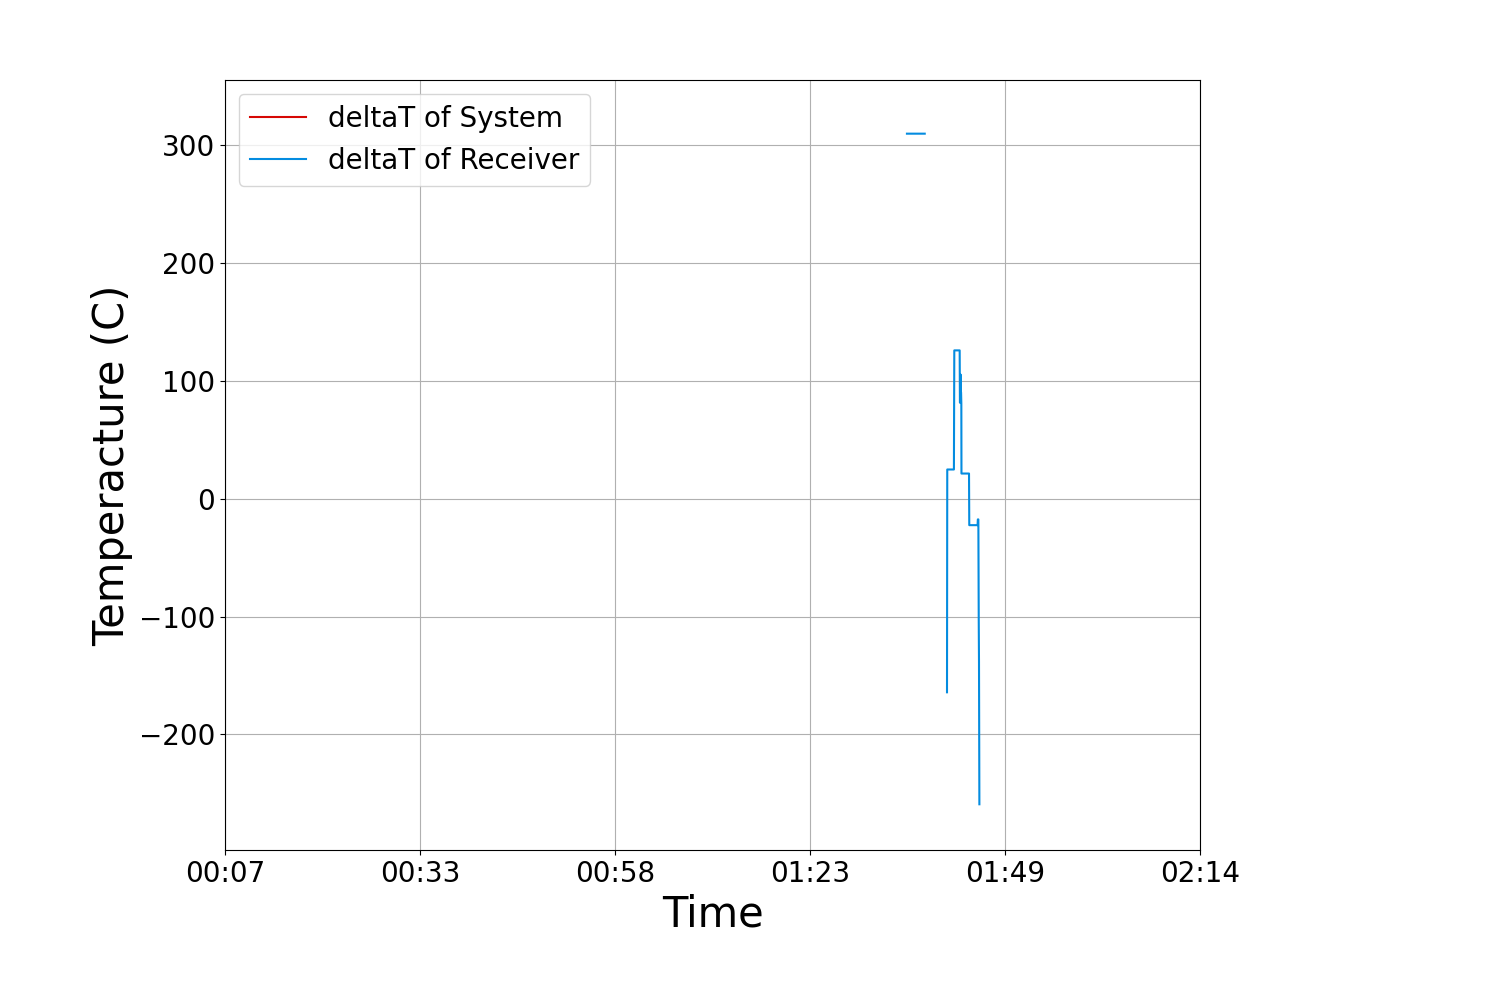 deltaT of System
deltaT of Receiver
300
200
100
0
−100
−200
Temperacture (C)
00:07 00:33 00:58 01:23 01:49 02:14
Time